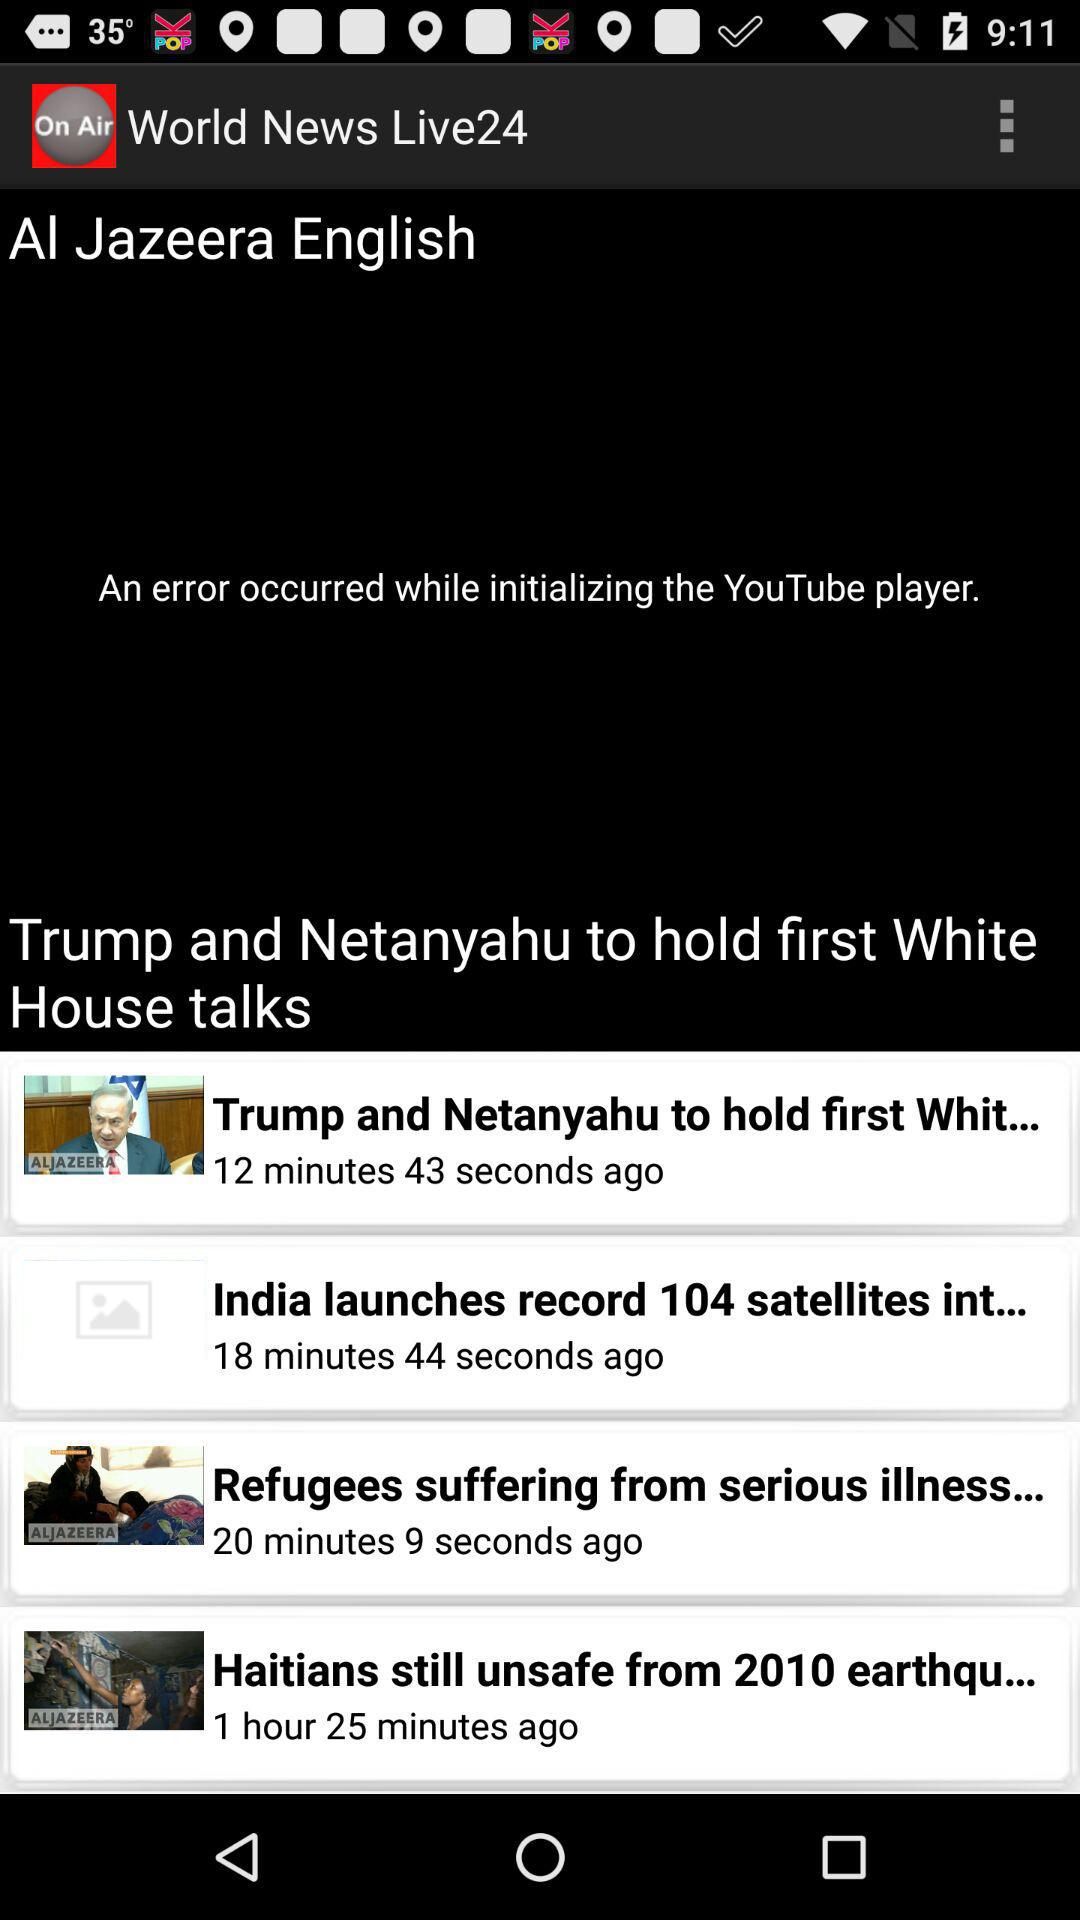 35°
POP
POP
9:11
On Air
World News Live24
Al Jazeera English
An error occurred while initializing the YouTube player.
Trump and Netanyahu to hold first White
House talks
ALJAZEERA
Trump and Netanyahu to hold first Whit...
12 minutes 43 seconds ago
India launches record 104 satellites int...
18 minutes 44 seconds ago
ALJAZEERA
Refugees suffering from serious illness...
20 minutes 9 seconds ago
ALJAZEERA
Haitians still unsafe from 2010 earthqu...
1 hour 25 minutes ago